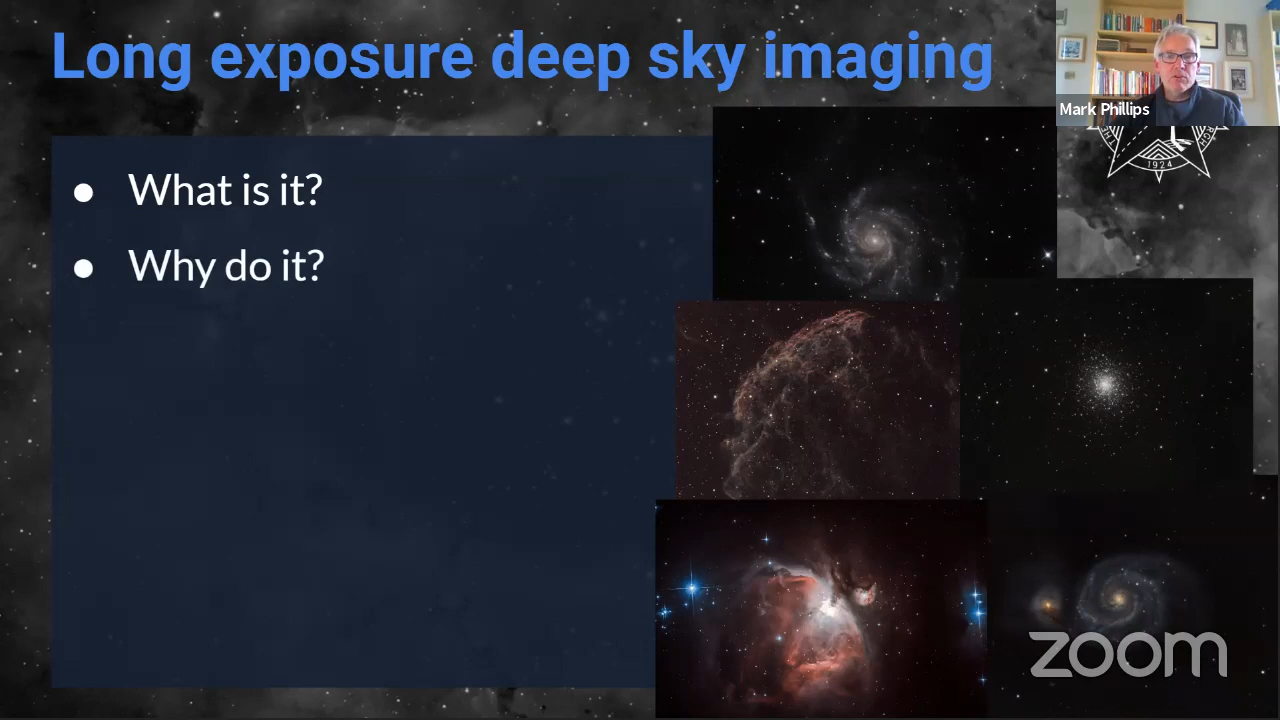 Long exposure deep sky imaging
Mark Phillips
1924
● What is it?
● Why do it?
zoom